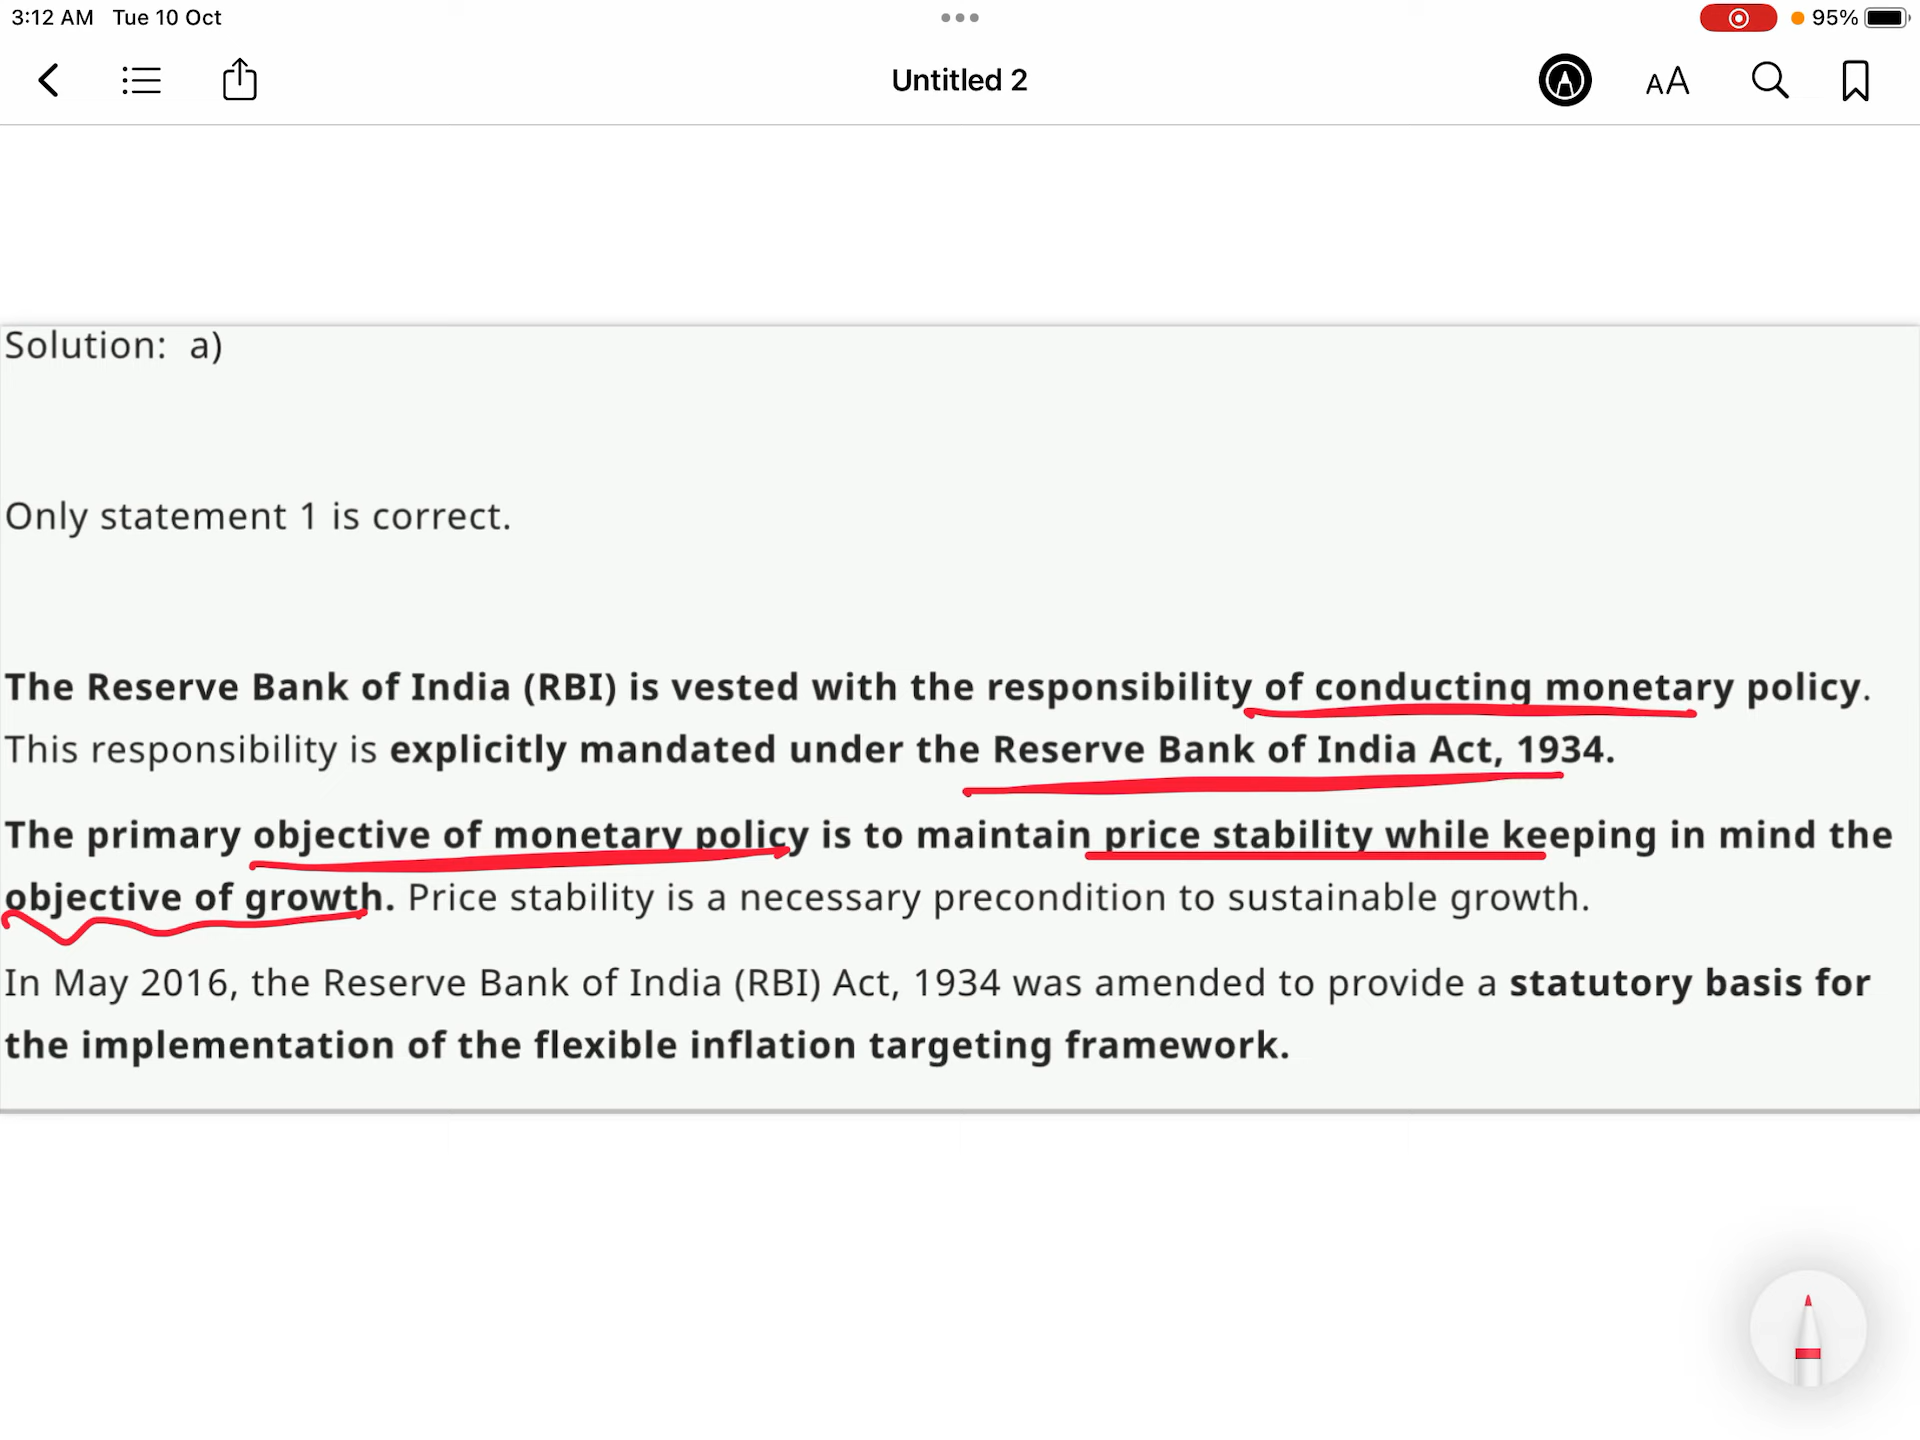 3:12 AM Tue 10 Oct
95%
Untitled 2
AA
Solution: a)
Only statement 1 is correct.
The Reserve Bank of India (RBI) is vested with the responsibility of conducting monetary policy.
This responsibility is explicitly mandated under the Reserve Bank of India Act, 1934.
The primary objective of monetary policy is to maintain price stability while keeping in mind the
objective of growth. Price stability is a necessary precondition to sustainable growth.
In May 2016, the Reserve Bank of India (RBI) Act, 1934 was amended to provide a statutory basis for
the implementation of the flexible inflation targeting framework.